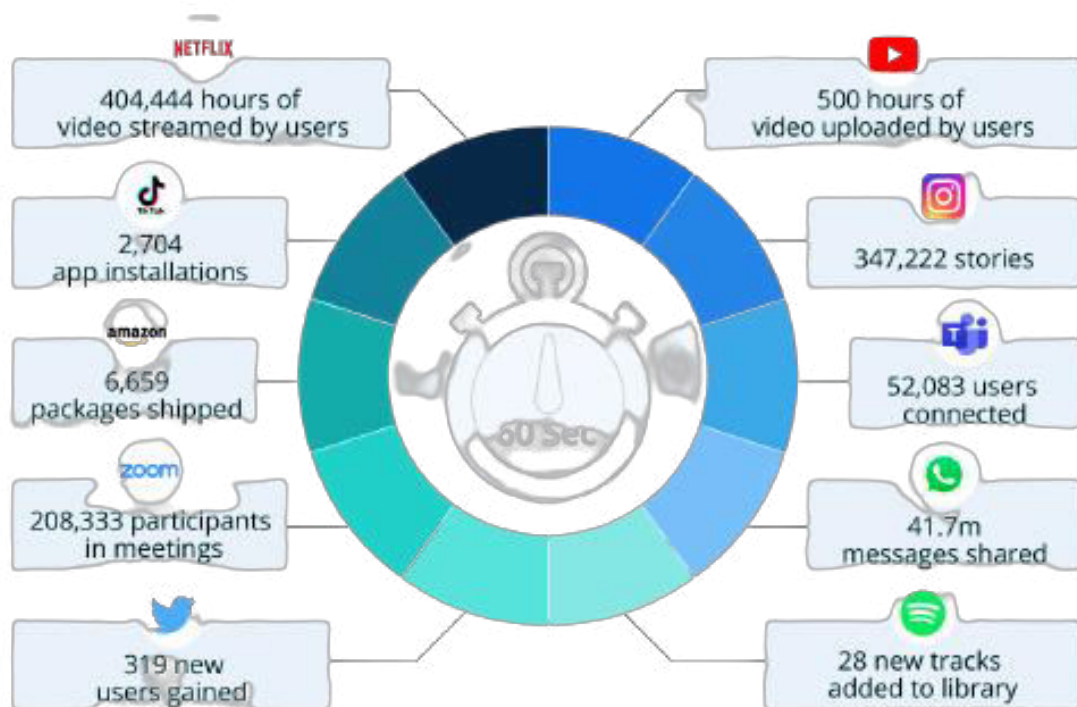 NETFLIX
404,444 hours of
video streamed by users
500 hours of
video uploaded by users
TikTok
2,704
app installations
347,222 stories
amazon
6,659
packages shipped
T
52,083 users
connected
60 Sec
zoom
208,333 participants
in meetings
41.7m
messages shared
319 new
users gained
28 new tracks
added to library